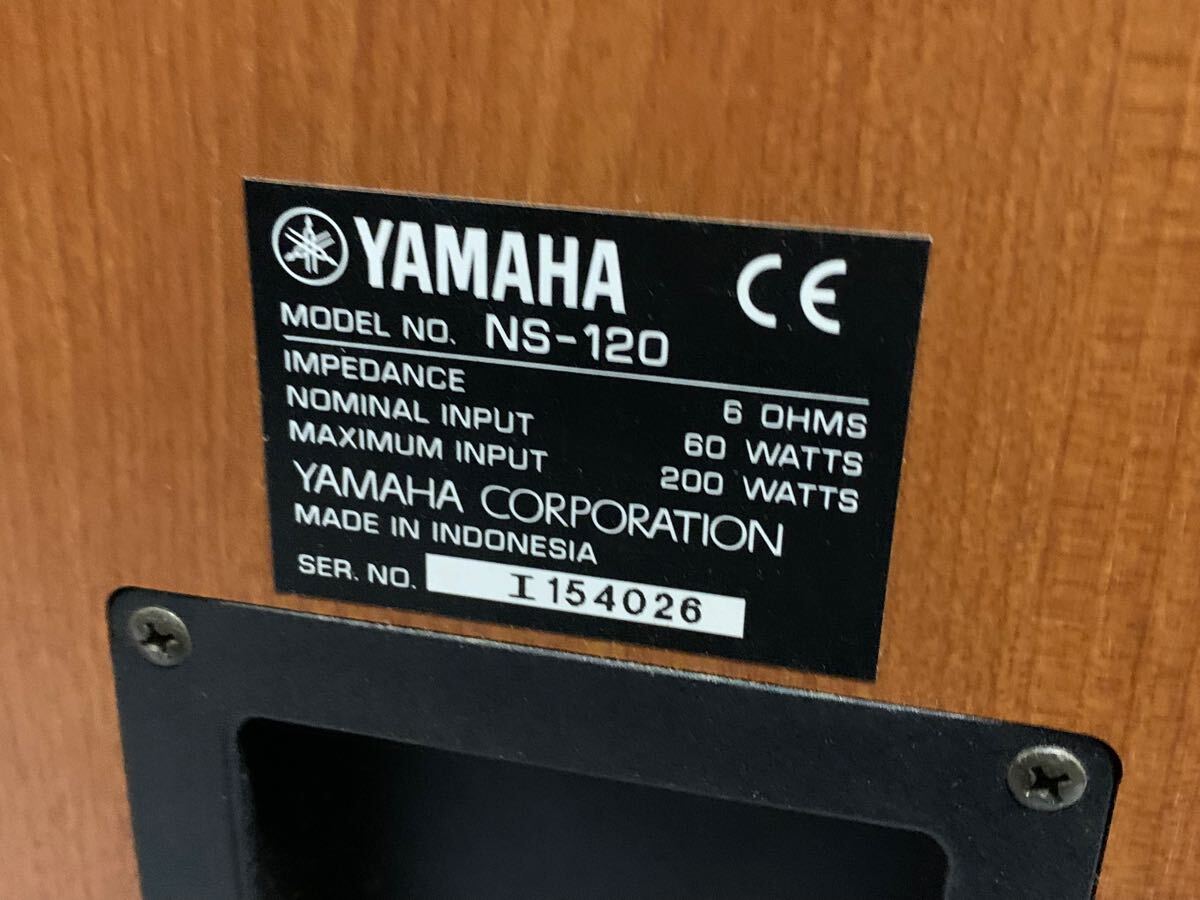 YAMAHA CE
MODEL NO. NS-120
IMPEDANCE 6 OHMS
NOMINAL INPUT 60 WATTS
MAXIMUM INPUT 200 WATTS
YAMAHA CORPORATION
MADE IN INDONESIA
SER. NO. I154026